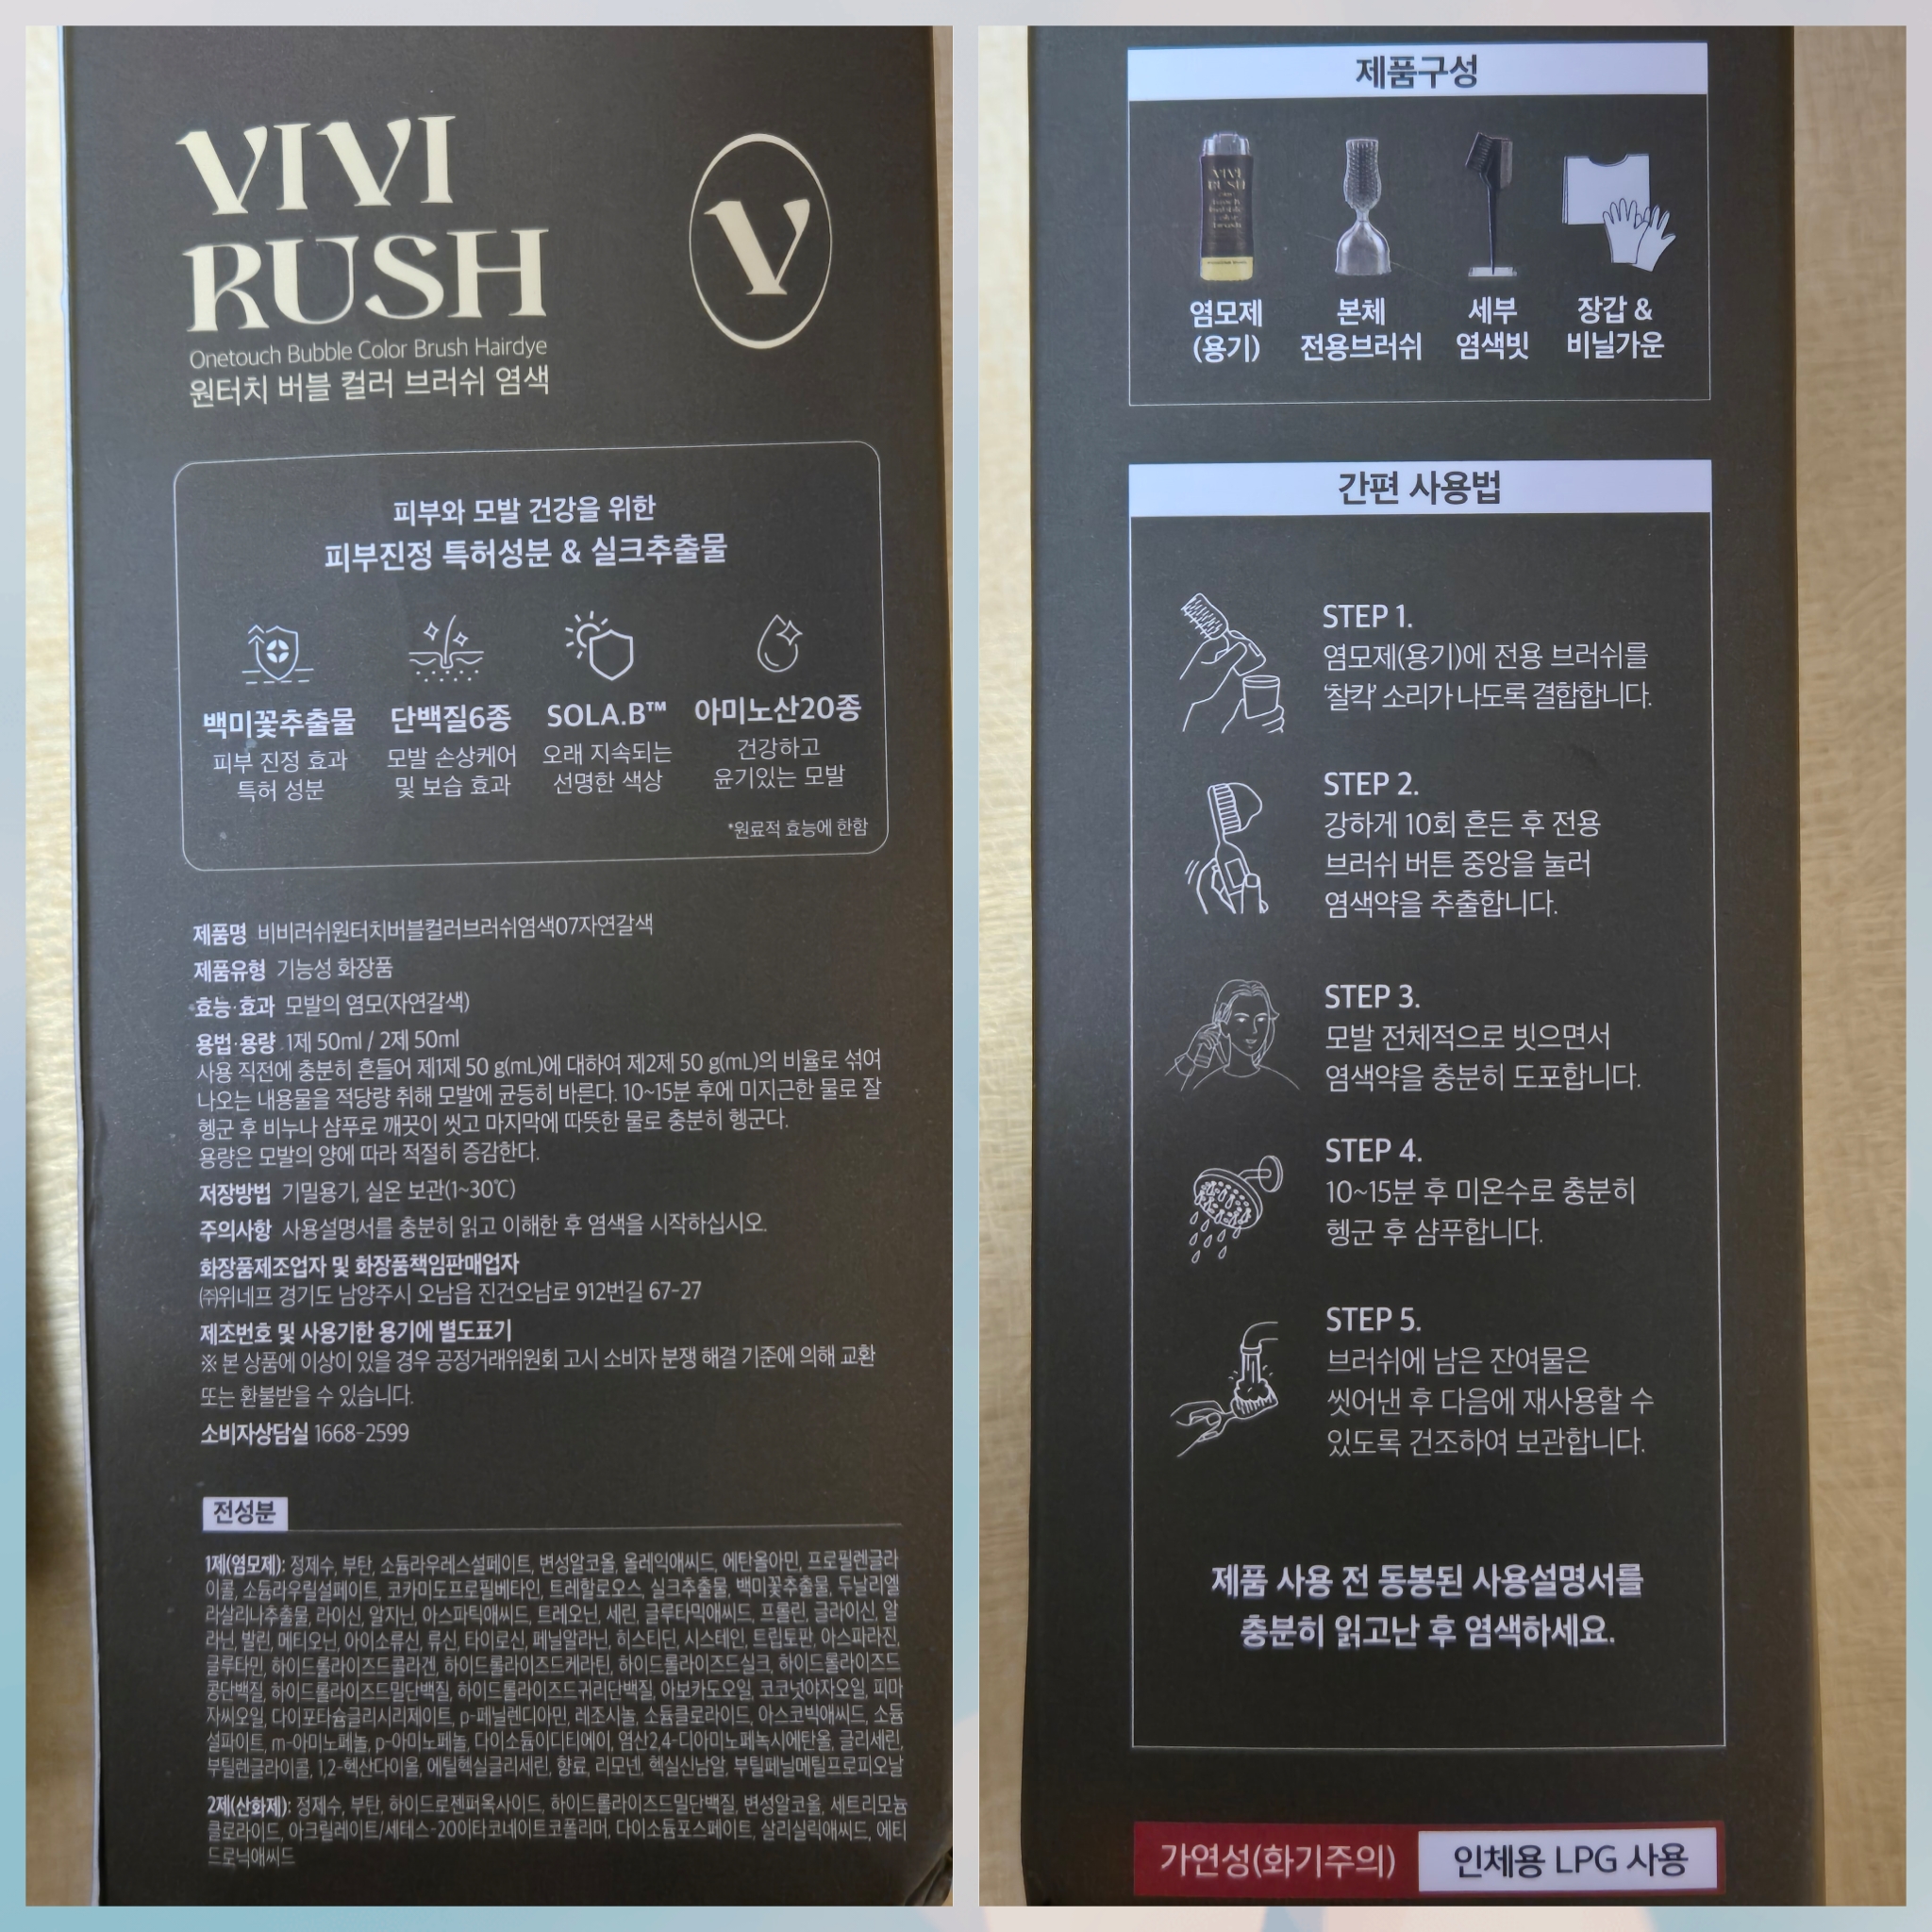 VIVI
RUSH
Onetouch Bubble Color Brush Hairdye
원터치 버블 컬러 브러쉬 염색
V
피부와 모발 건강을 위한
피부진정 특허성분 & 실크추출물
백미꽃추출물
피부 진정 효과
특허 성분
단백질6종
모발 손상케어
및 보습 효과
SOLA.B™
오래 지속되는
선명한 색상
아미노산20종
건강하고
윤기있는 모발
*원료적 효능에 한함
제품명 비비러쉬원터치버블컬러브러쉬염색07자연갈색
제품유형 기능성 화장품
효능·효과 모발의 염모(자연갈색)
용법·용량 1제 50ml / 2제 50ml
사용 직전에 충분히 흔들어 제1제 50 g(mL)에 대하여 제2제 50 g(mL)의 비율로 섞여
나오는 내용물을 적당량 취해 모발에 균등히 바른다. 10~15분 후에 미지근한 물로 잘
헹군 후 비누나 샴푸로 깨끗이 씻고 마지막에 따뜻한 물로 충분히 헹군다.
용량은 모발의 양에 따라 적절히 증감한다.
저장방법 기밀용기, 실온 보관(1~30℃)
주의사항 사용설명서를 충분히 읽고 이해한 후 염색을 시작하십시오.
화장품제조업자 및 화장품책임판매업자
㈜위네프 경기도 남양주시 오남읍 진건오남로 912번길 67-27
제조번호 및 사용기한 용기에 별도표기
※ 본 상품에 이상이 있을 경우 공정거래위원회 고시 소비자 분쟁 해결 기준에 의해 교환
또는 환불받을 수 있습니다.
소비자상담실 1668-2599
전성분
1제(염모제): 정제수, 부탄, 소듐라우레스설페이트, 변성알코올, 올레익애씨드, 에탄올아민, 프로필렌글라
이콜, 소듐라우릴설페이트, 코카미도프로필베타인, 트레할로오스, 실크추출물, 백미꽃추출물, 두날리엘
라살리나추출물, 라이신, 알지닌, 아스파틱애씨드, 트레오닌, 세린, 글루타믹애씨드, 프롤린, 글라이신, 알
라닌, 발린, 메티오닌, 아이소류신, 류신, 타이로신, 페닐알라닌, 히스티딘, 시스테인, 트립토판, 아스파라진,
글루타민, 하이드롤라이즈드콜라겐, 하이드롤라이즈드케라틴, 하이드롤라이즈드실크, 하이드롤라이즈드
콩단백질, 하이드롤라이즈드밀단백질, 하이드롤라이즈드귀리단백질, 아보카도오일, 코코넛야자오일, 피마
자씨오일, 다이포타슘글리시리제이트, p-페닐렌디아민, 레조시놀, 소듐클로라이드, 아스코빅애씨드, 소듐
설파이트, m-아미노페놀, p-아미노페놀, 다이소듐이디티에이, 염산2,4-디아미노페녹시에탄올, 글리세린,
부틸렌글라이콜, 1,2-헥산다이올, 에틸헥실글리세린, 향료, 리모넨, 헥실신남알, 부틸페닐메틸프로피오날
2제(산화제): 정제수, 부탄, 하이드로젠퍼옥사이드, 하이드롤라이즈드밀단백질, 변성알코올, 세트리모늄
클로라이드, 아크릴레이트/세테스-20이타코네이트코폴리머, 다이소듐포스페이트, 살리실릭애씨드, 에티
드로닉애씨드
제품구성
VIVI
RUSH
염모제
(용기)
본체
전용브러쉬
세부
염색빗
장갑 &
비닐가운
간편 사용법
STEP 1.
염모제(용기)에 전용 브러쉬를
‘찰칵’ 소리가 나도록 결합합니다.
STEP 2.
강하게 10회 흔든 후 전용
브러쉬 버튼 중앙을 눌러
염색약을 추출합니다.
STEP 3.
모발 전체적으로 빗으면서
염색약을 충분히 도포합니다.
STEP 4.
10~15분 후 미온수로 충분히
헹군 후 샴푸합니다.
STEP 5.
브러쉬에 남은 잔여물은
씻어낸 후 다음에 재사용할 수
있도록 건조하여 보관합니다.
제품 사용 전 동봉된 사용설명서를
충분히 읽고난 후 염색하세요.
가연성(화기주의)
인체용 LPG 사용